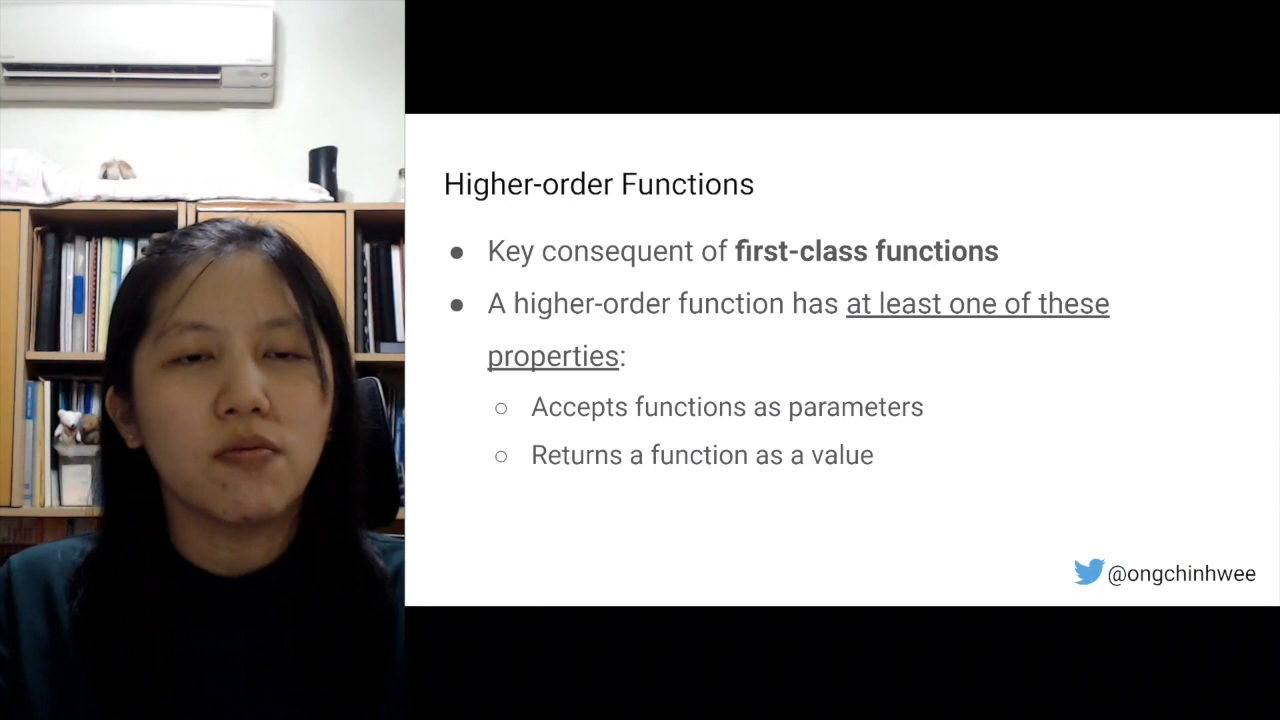 Higher-order Functions
● Key consequent of first-class functions
● A higher-order function has at least one of these
properties:
○ Accepts functions as parameters
○ Returns a function as a value
@ongchinhwee